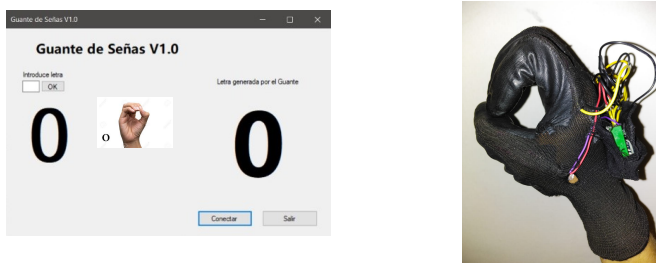 Guante de Señas V1.0
Guante de Señas V1.0
Introduce letra
OK
Letra generada por el Guante
O
O
O
Conectar
Salir